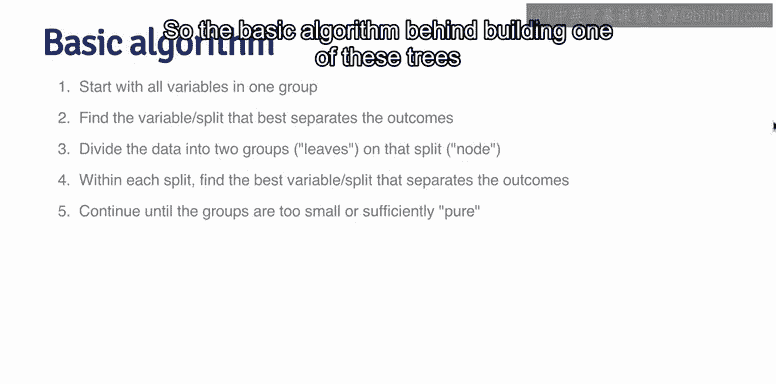 Basic algorithm
So the basic algorithm behind building one
of these trees
1. Start with all variables in one group
2. Find the variable/split that best separates the outcomes
3. Divide the data into two groups ("leaves") on that split ("node")
4. Within each split, find the best variable/split that separates the outcomes
5. Continue until the groups are too small or sufficiently "pure"